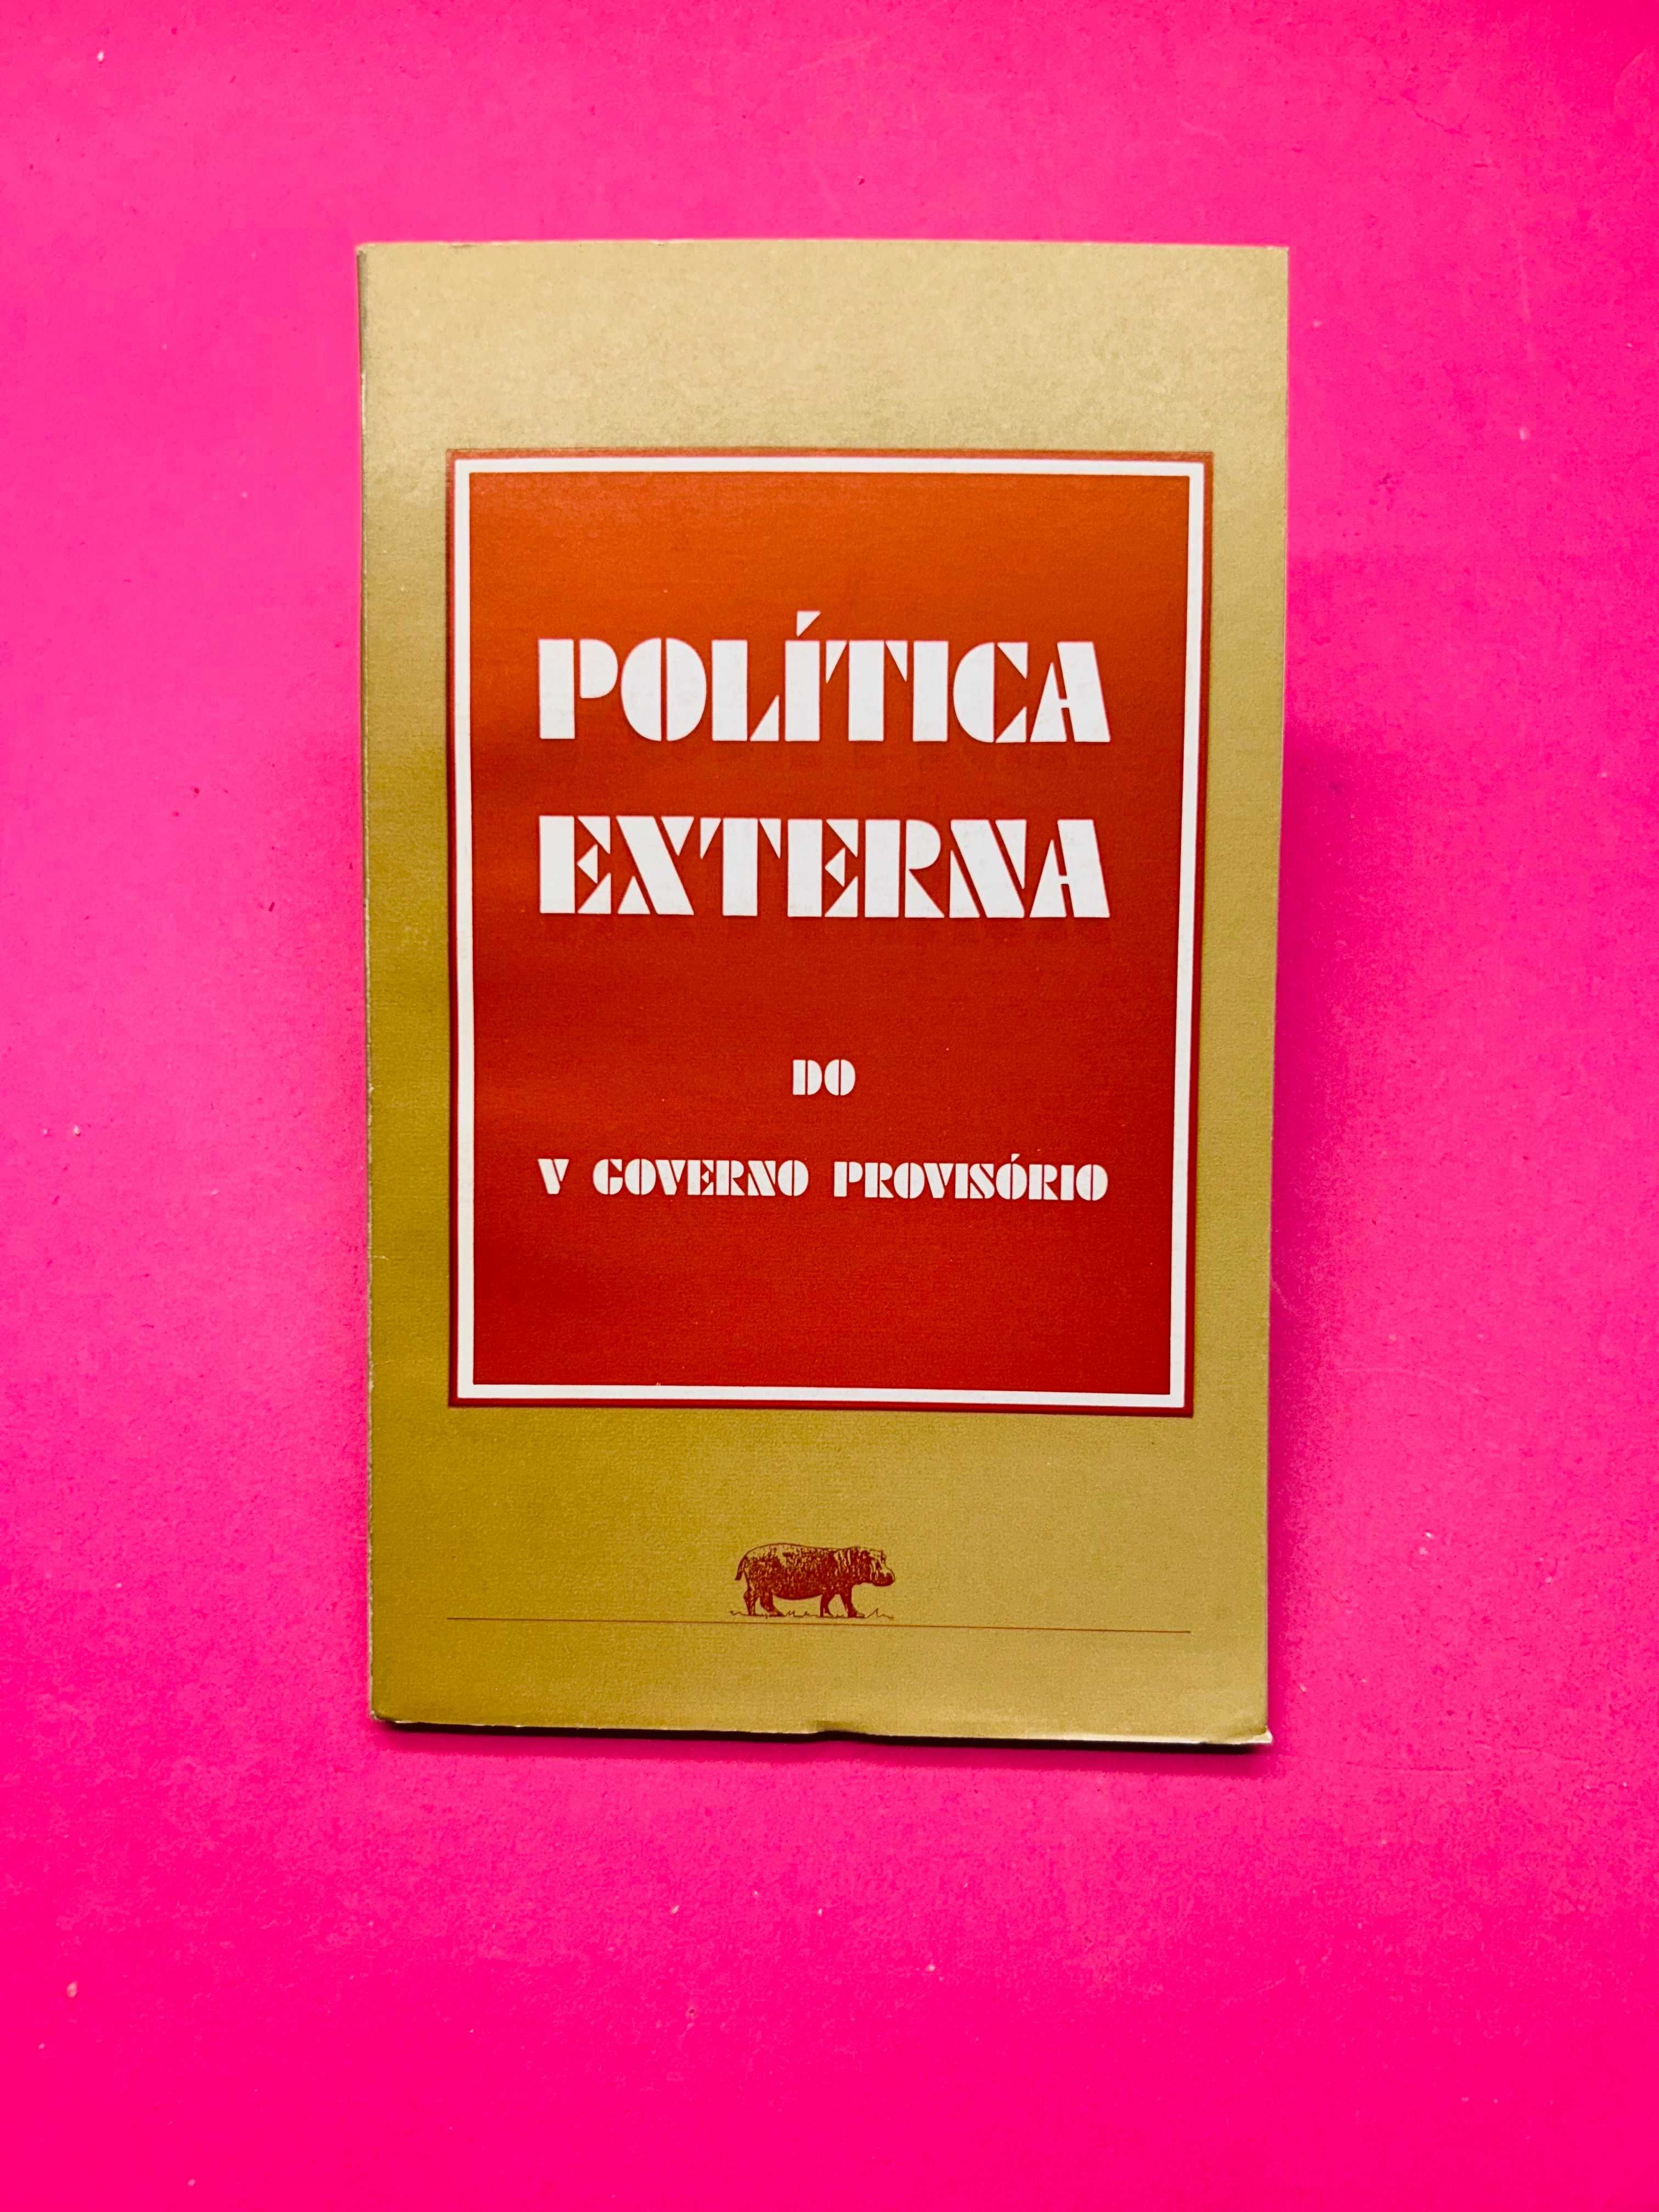 POLÍTICA
EXTERNA
DO
V GOVERNO PROVISÓRIO